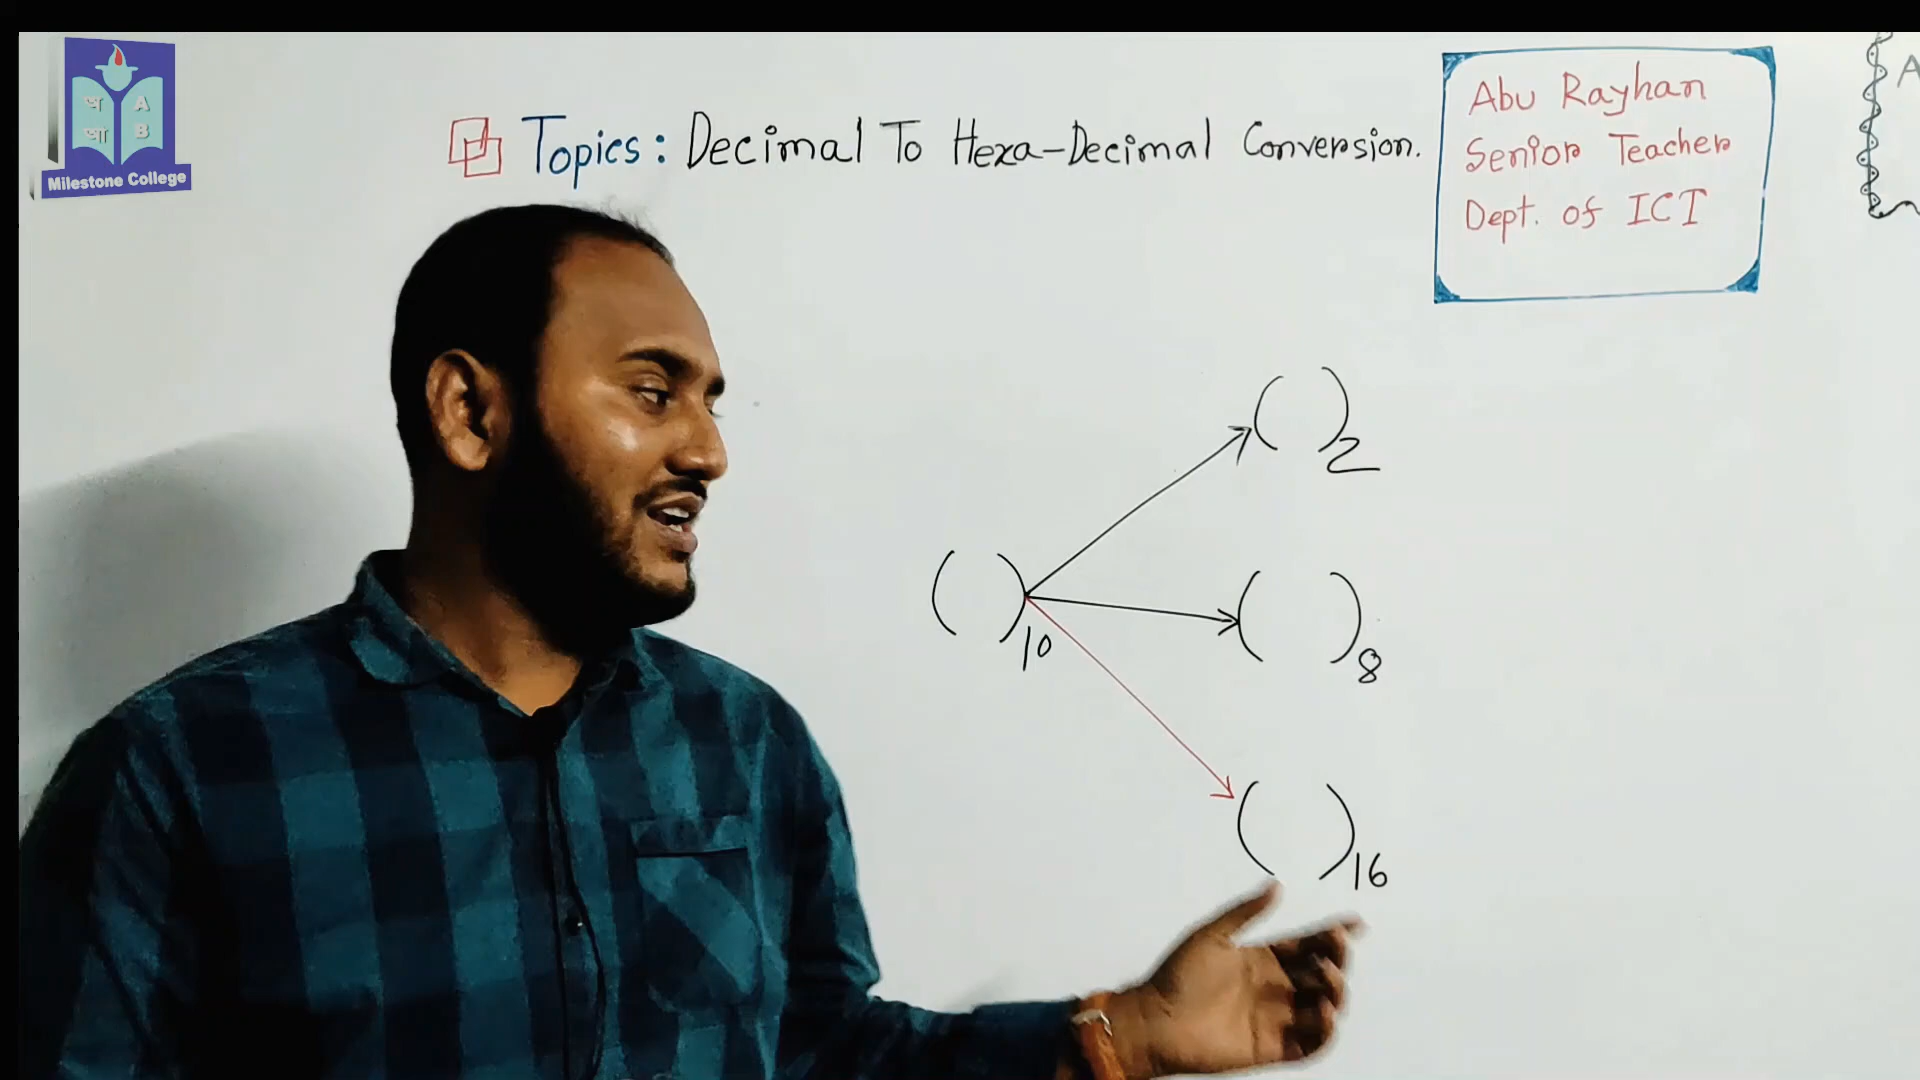 অ A
আ B
Milestone College
Topics: Decimal To Hexa-Decimal Conversion.
Abu Rayhan
Senior Teacher
Dept. of ICT
A
( )2
( )10
( )8
( )16